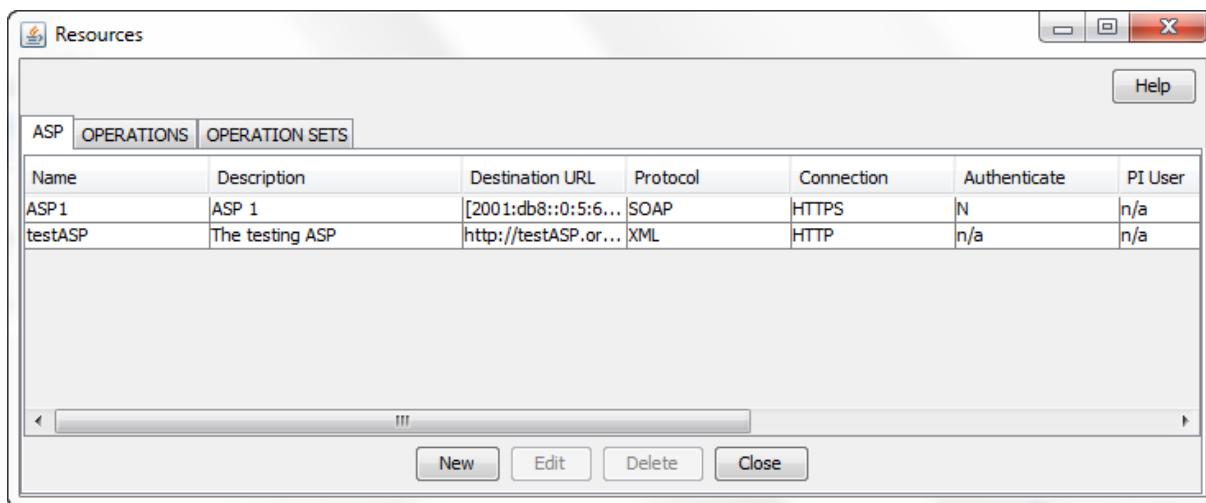 Resources
Help
ASP OPERATIONS OPERATION SETS
Name Description Destination URL Protocol Connection Authenticate PI User
ASP1 ASP 1 [2001:db8::0:5:6... SOAP HTTPS N n/a
testASP The testing ASP http://testASP.or... XML HTTP n/a n/a
New Edit Delete Close